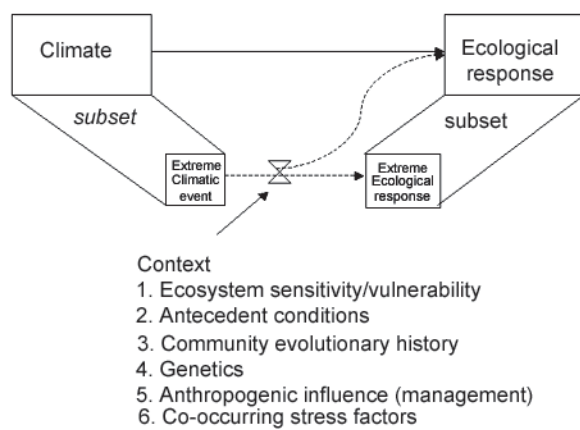 Climate
Ecological
response
subset
subset
Extreme
Climatic
event
Extreme
Ecological
response
Context
1. Ecosystem sensitivity/vulnerability
2. Antecedent conditions
3. Community evolutionary history
4. Genetics
5. Anthropogenic influence (management)
6. Co-occurring stress factors